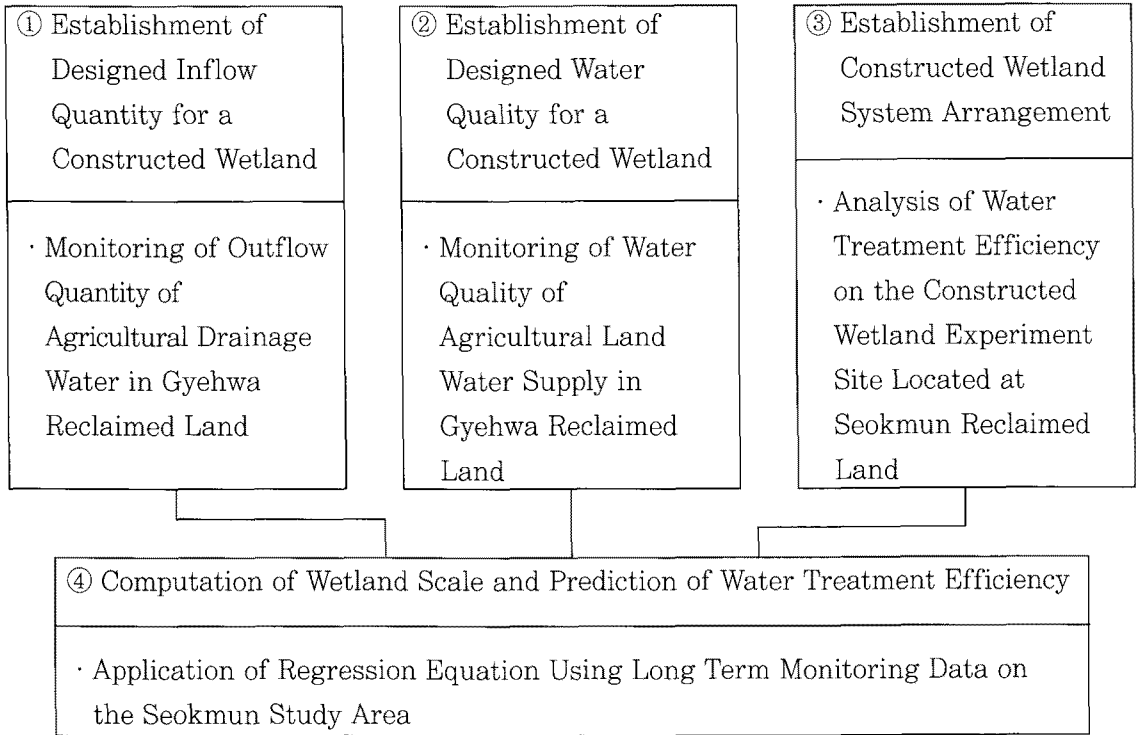 ① Establishment of
Designed Inflow
Quantity for a
Constructed Wetland
· Monitoring of Outflow
Quantity of
Agricultural Drainage
Water in Gyehwa
Reclaimed Land
② Establishment of
Designed Water
Quality for a
Constructed Wetland
· Monitoring of Water
Quality of
Agricultural Land
Water Supply in
Gyehwa Reclaimed
Land
③ Establishment of
Constructed Wetland
System Arrangement
· Analysis of Water
Treatment Efficiency
on the Constructed
Wetland Experiment
Site Located at
Seokmun Reclaimed
Land
④ Computation of Wetland Scale and Prediction of Water Treatment Efficiency
· Application of Regression Equation Using Long Term Monitoring Data on
the Seokmun Study Area